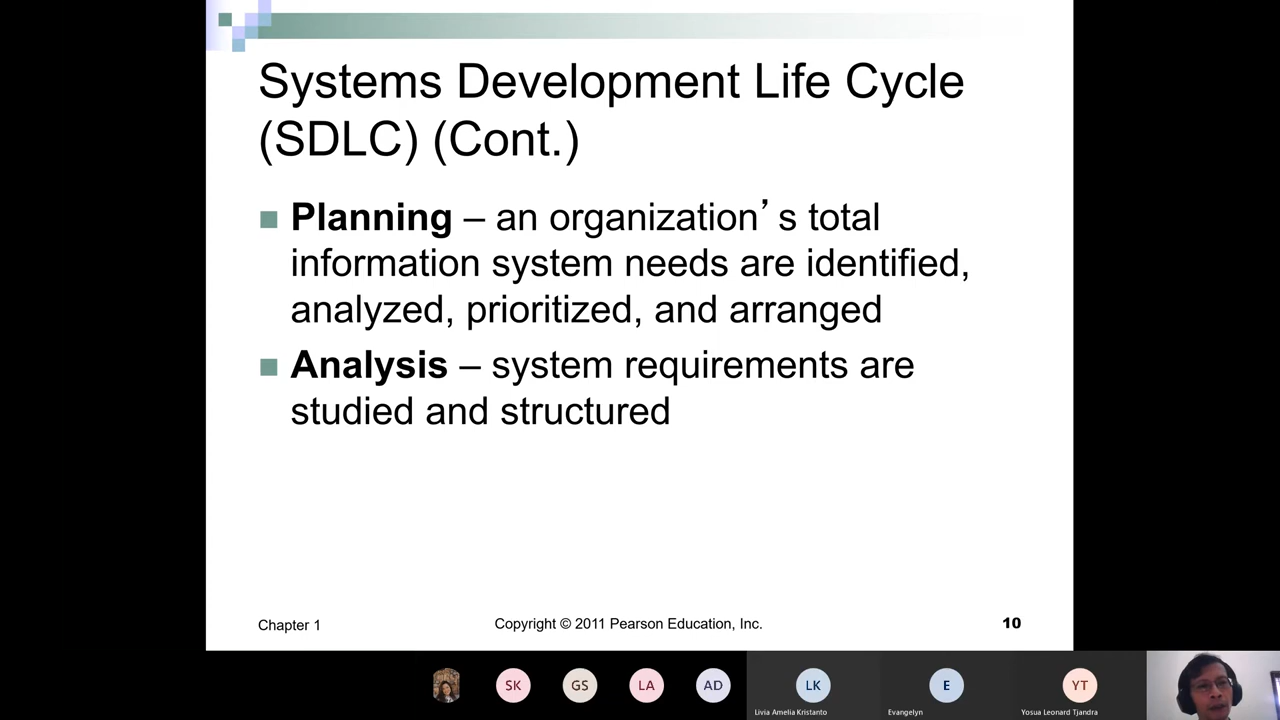 Systems Development Life Cycle
(SDLC) (Cont.)
Planning – an organization’s total
information system needs are identified,
analyzed, prioritized, and arranged
Analysis – system requirements are
studied and structured
Chapter 1
Copyright © 2011 Pearson Education, Inc.
10
SK
GS
LA
AD
LK
E
YT
Livia Amelia Kristanto
Evangelyn
Yosua Leonard Tjandra